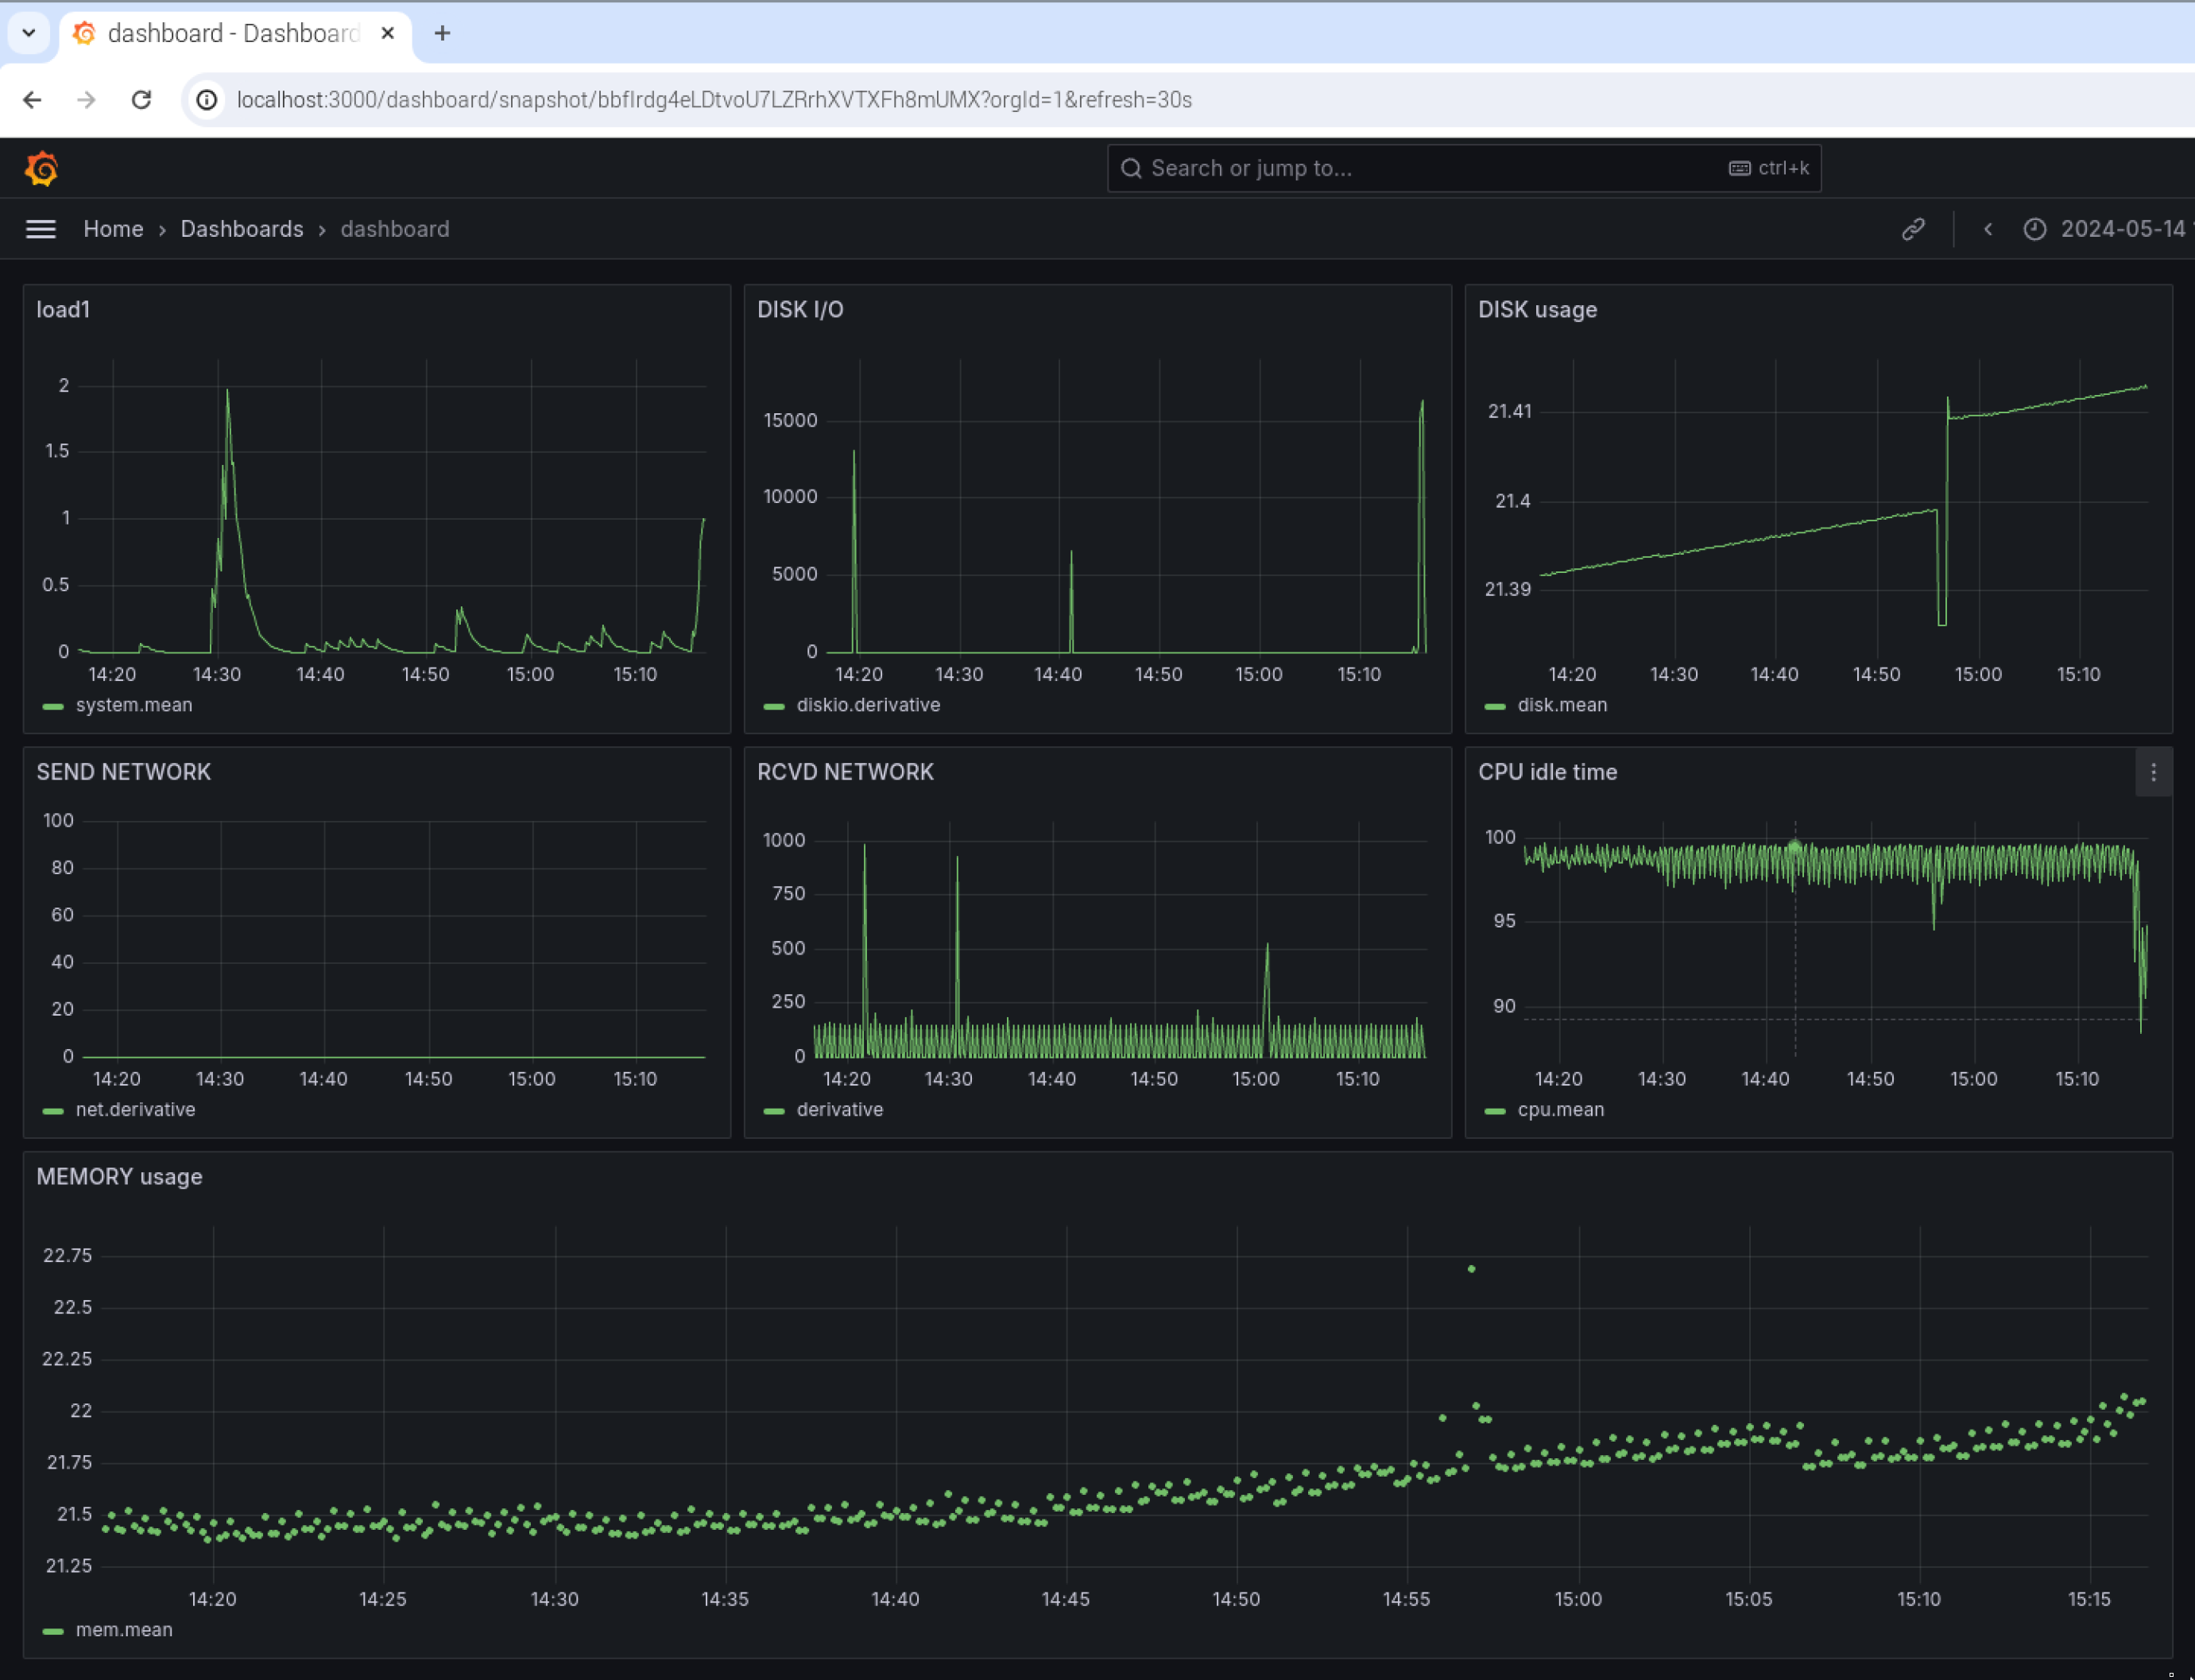 dashboard - Dashboard
localhost:3000/dashboard/snapshot/bbfIrdg4eLDtvoU7LZRrhXVTXFh8mUMX?orgId=1&refresh=30s
Search or jump to...
ctrl+k
Home › Dashboards › dashboard
2024-05-14
load1
2
1.5
1
0.5
0
14:20 14:30 14:40 14:50 15:00 15:10
system.mean
DISK I/O
15000
10000
5000
0
14:20 14:30 14:40 14:50 15:00 15:10
diskio.derivative
DISK usage
21.41
21.4
21.39
14:20 14:30 14:40 14:50 15:00 15:10
disk.mean
SEND NETWORK
100
80
60
40
20
0
14:20 14:30 14:40 14:50 15:00 15:10
net.derivative
RCVD NETWORK
1000
750
500
250
0
14:20 14:30 14:40 14:50 15:00 15:10
derivative
CPU idle time
100
95
90
14:20 14:30 14:40 14:50 15:00 15:10
cpu.mean
MEMORY usage
22.75
22.5
22.25
22
21.75
21.5
21.25
14:20 14:25 14:30 14:35 14:40 14:45 14:50 14:55 15:00 15:05 15:10 15:15
mem.mean